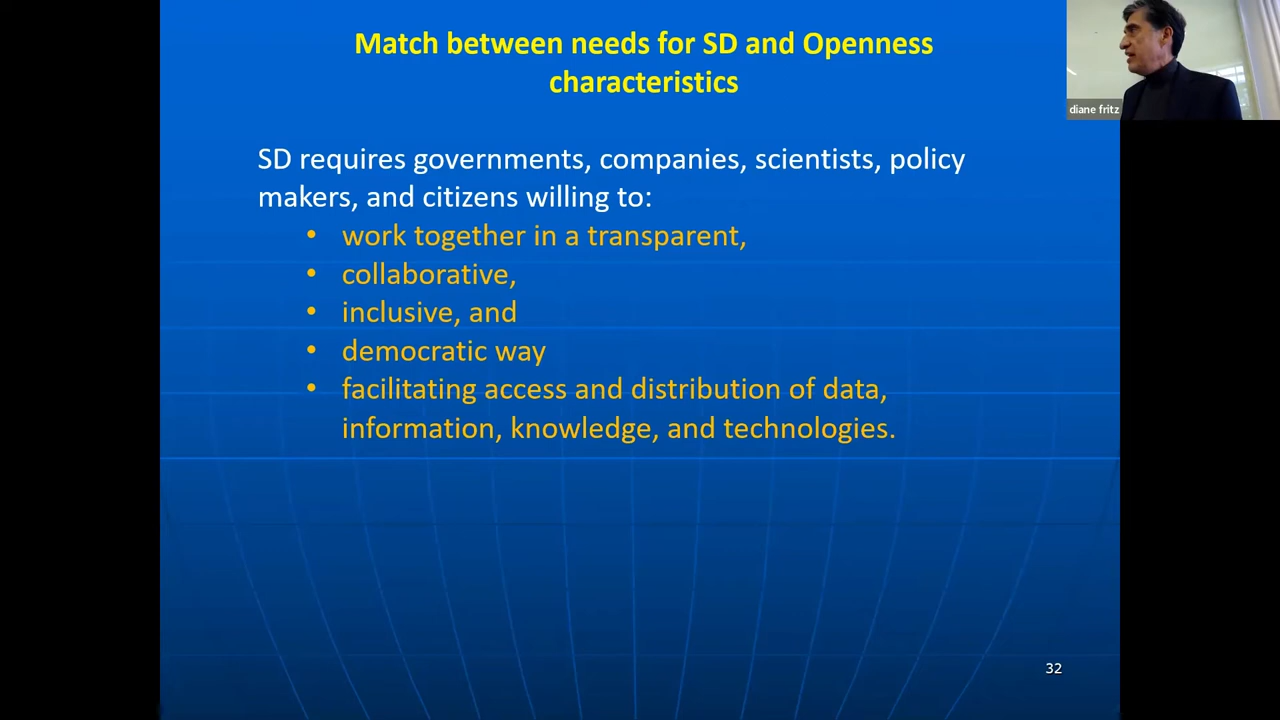 Match between needs for SD and Openness
characteristics
diane fritz
SD requires governments, companies, scientists, policy
makers, and citizens willing to:
• work together in a transparent,
• collaborative,
• inclusive, and
• democratic way
• facilitating access and distribution of data,
information, knowledge, and technologies.
32